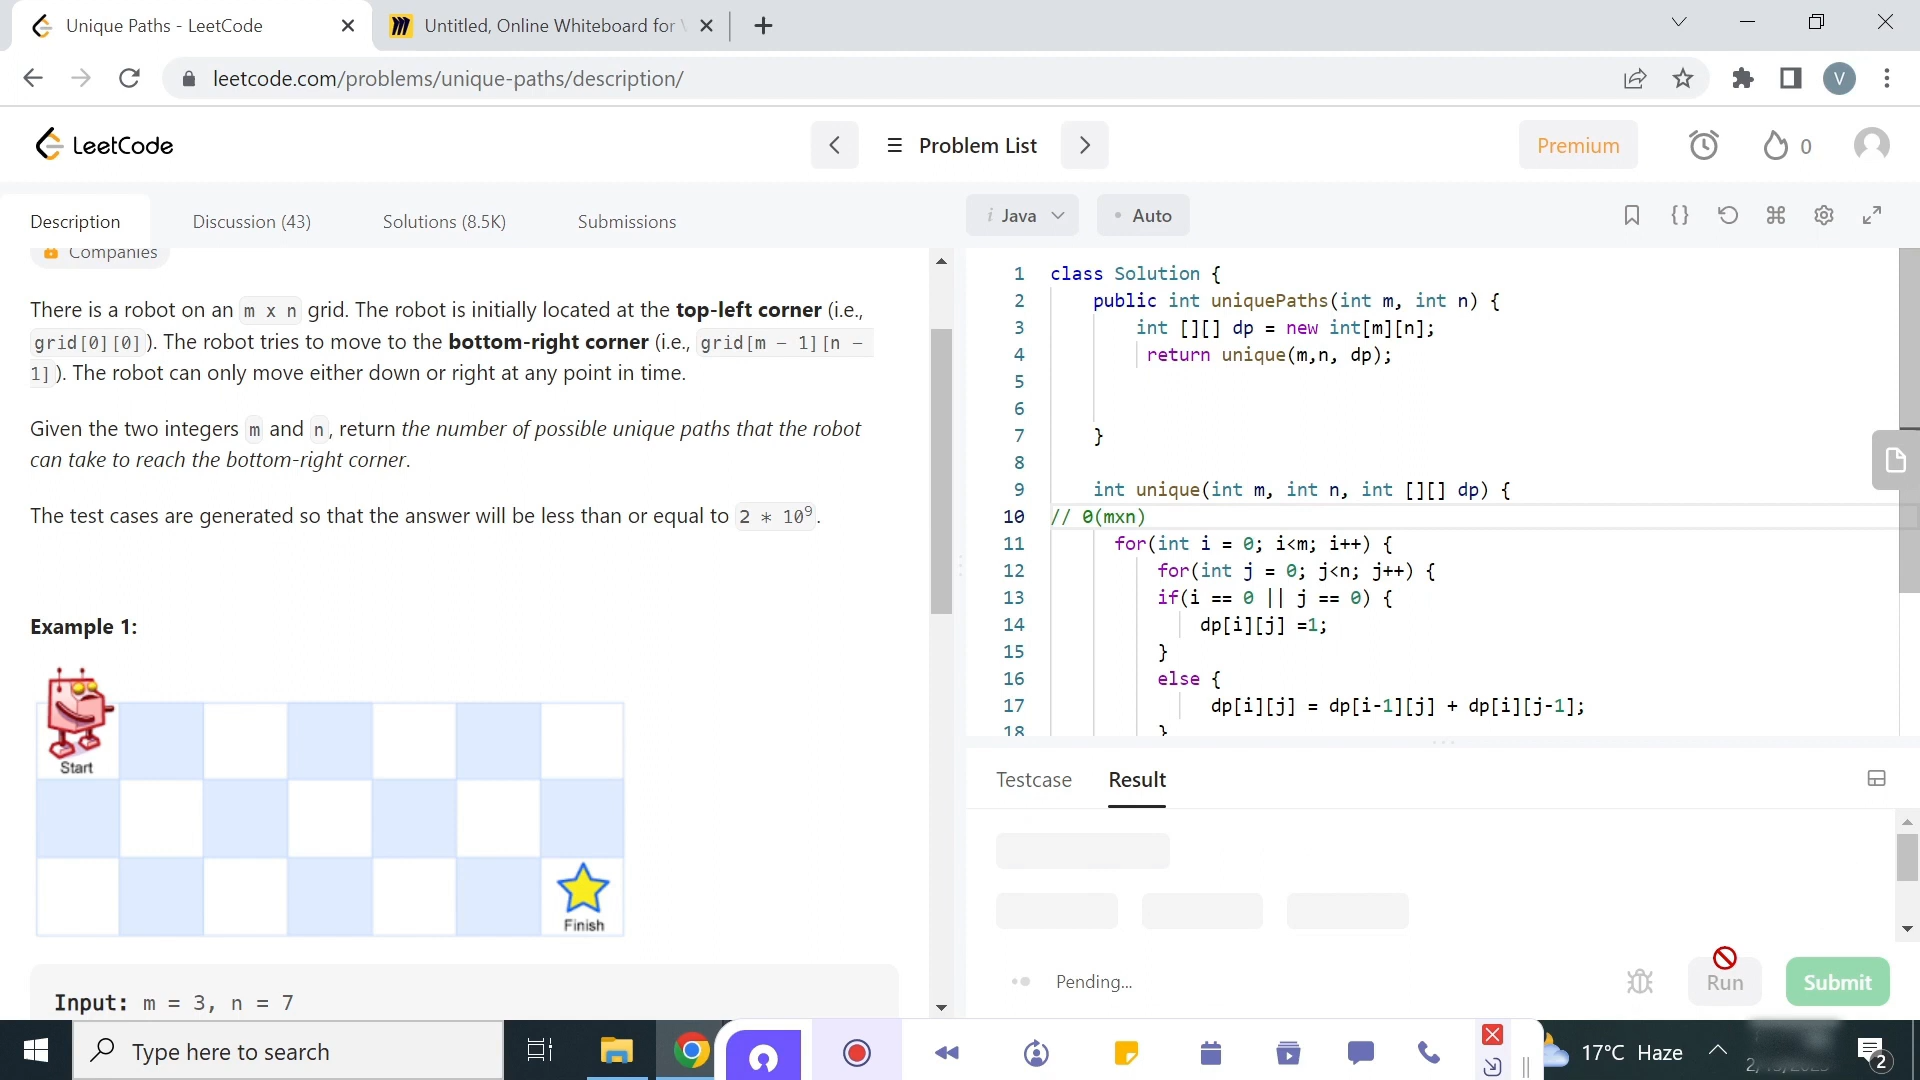 Unique Paths - LeetCode
Untitled, Online Whiteboard for
leetcode.com/problems/unique-paths/description/
V
LeetCode
Problem List
Premium
0
Description
Discussion (43)
Solutions (8.5K)
Submissions
i Java
• Auto
Companies
There is a robot on an m x n grid. The robot is initially located at the top-left corner (i.e.,
grid[0][0]). The robot tries to move to the bottom-right corner (i.e., grid[m - 1][n -
1]). The robot can only move either down or right at any point in time.
Given the two integers m and n, return the number of possible unique paths that the robot
can take to reach the bottom-right corner.
The test cases are generated so that the answer will be less than or equal to 2 * 10⁹.
Example 1:
Start
Finish
Input: m = 3, n = 7
1 class Solution {
2 public int uniquePaths(int m, int n) {
3 int [][] dp = new int[m][n];
4 return unique(m,n, dp);
5
6
7 }
8
9 int unique(int m, int n, int [][] dp) {
10 // 0(mxn)
11 for(int i = 0; i<m; i++) {
12 for(int j = 0; j<n; j++) {
13 if(i == 0 || j == 0) {
14 dp[i][j] =1;
15 }
16 else {
17 dp[i][j] = dp[i-1][j] + dp[i][j-1];
18 }
Testcase
Result
Pending...
Run
Submit
Type here to search
17°C Haze
2